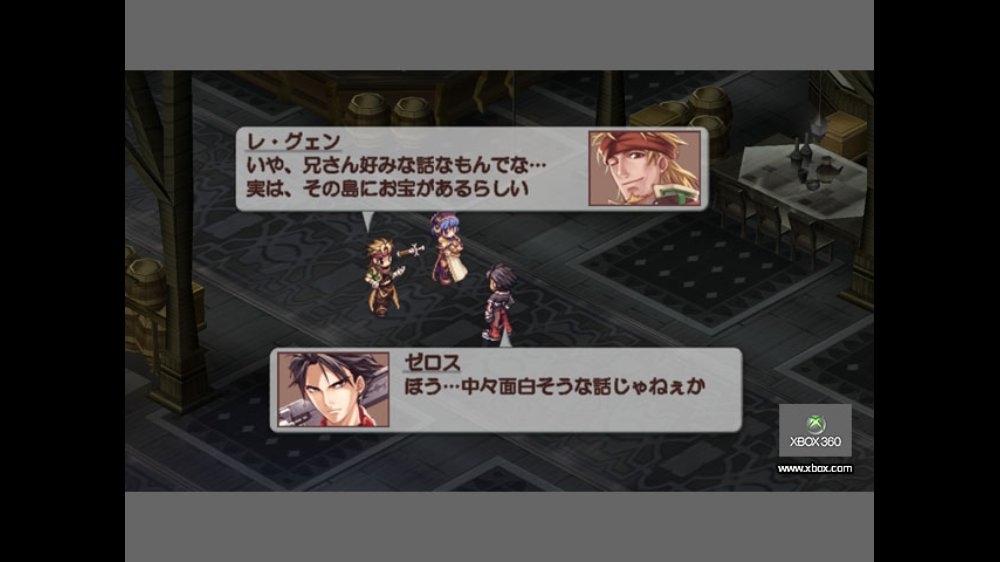 レ・グェン
いや、兄さん好みな話なもんでな…
実は、その島にお宝があるらしい
ゼロス
ほう…中々面白そうな話じゃねぇか
XBOX 360
www.xbox.com